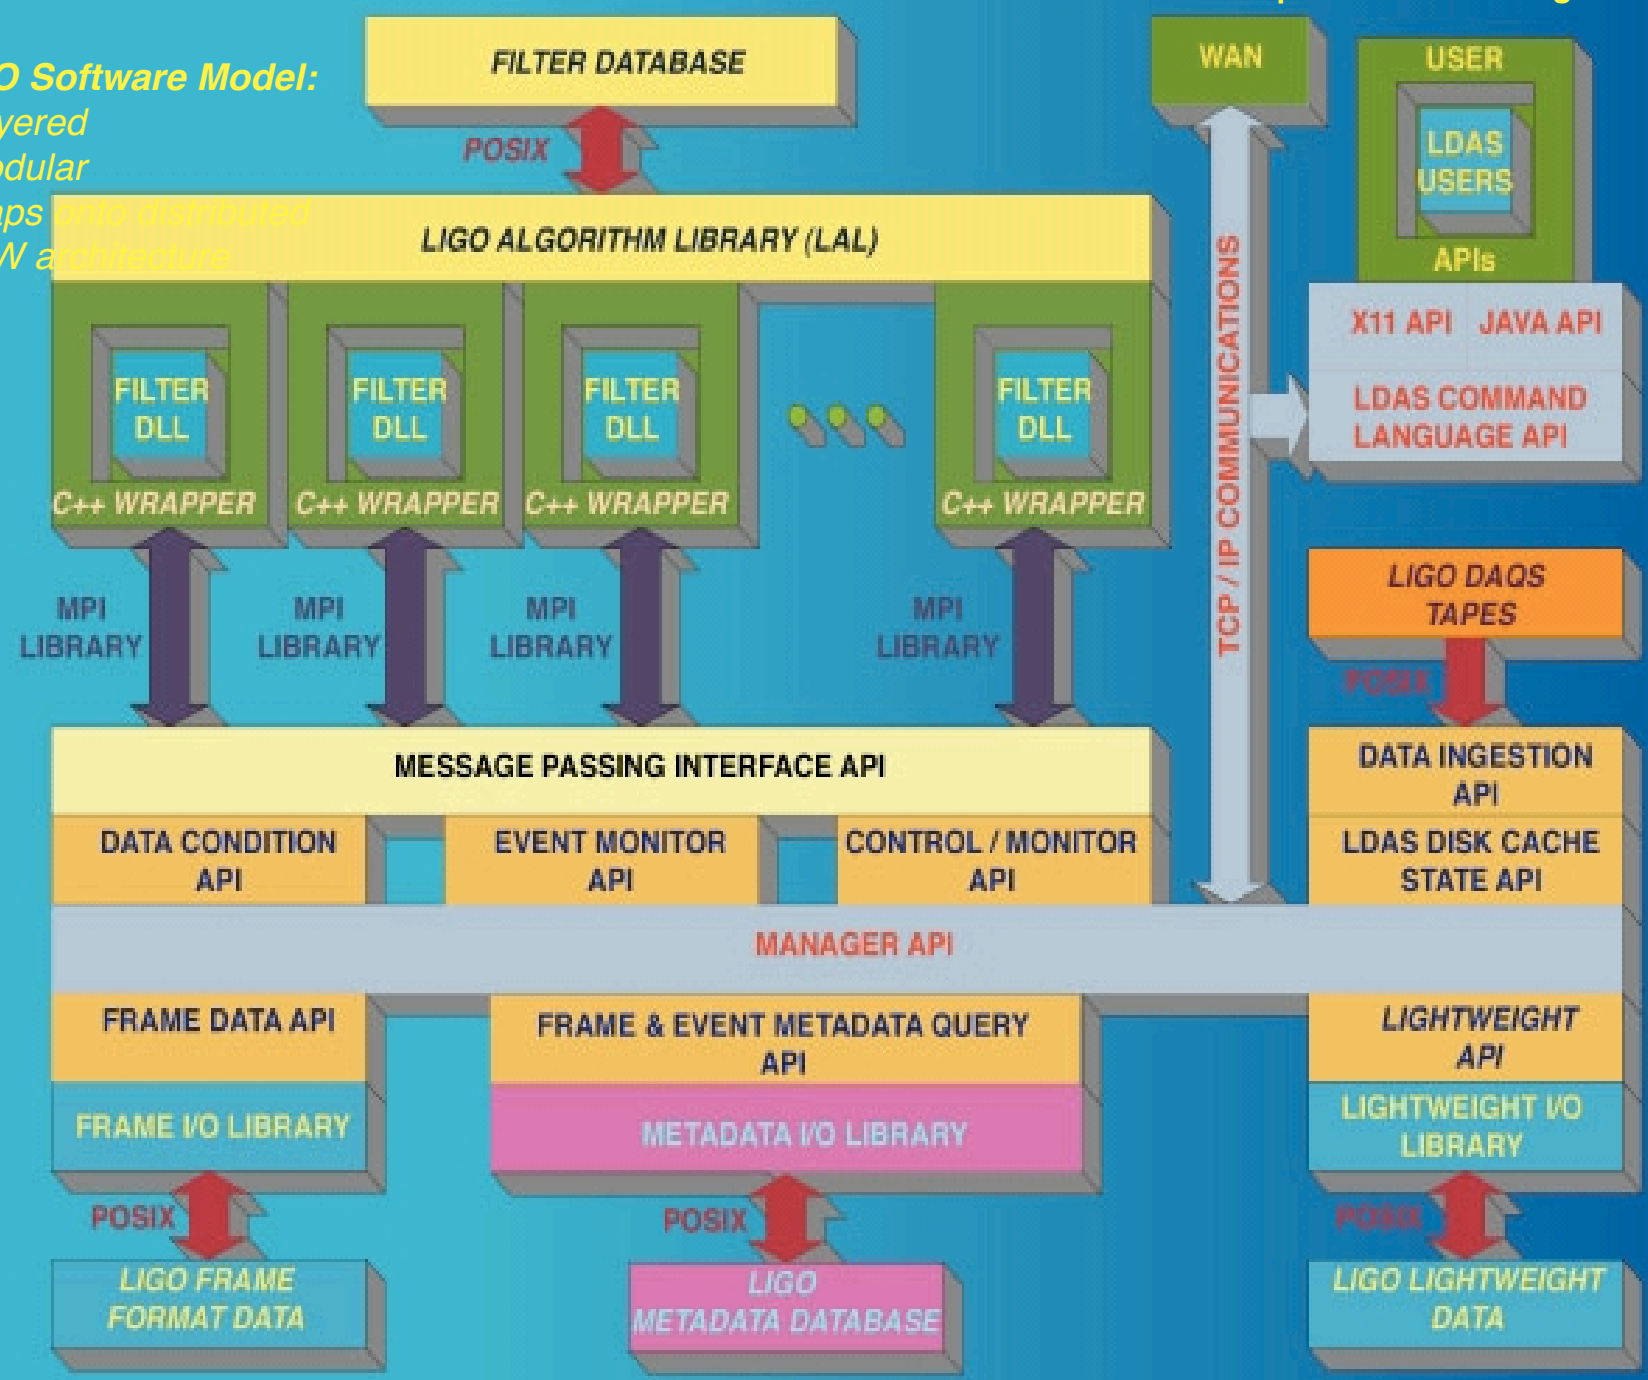 O Software Model:
yered
odular
aps onto distributed
W architecture
FILTER DATABASE
POSIX
LIGO ALGORITHM LIBRARY (LAL)
FILTER
DLL
C++ WRAPPER
FILTER
DLL
C++ WRAPPER
FILTER
DLL
C++ WRAPPER
FILTER
DLL
C++ WRAPPER
MPI
LIBRARY
MPI
LIBRARY
MPI
LIBRARY
MPI
LIBRARY
WAN
TCP / IP COMMUNICATIONS
USER
LDAS
USERS
APIs
X11 API JAVA API
LDAS COMMAND
LANGUAGE API
LIGO DAQS
TAPES
POSIX
MESSAGE PASSING INTERFACE API
DATA CONDITION
API
EVENT MONITOR
API
CONTROL / MONITOR
API
DATA INGESTION
API
LDAS DISK CACHE
STATE API
MANAGER API
FRAME DATA API
FRAME I/O LIBRARY
POSIX
LIGO FRAME
FORMAT DATA
FRAME & EVENT METADATA QUERY
API
METADATA I/O LIBRARY
POSIX
LIGO
METADATA DATABASE
LIGHTWEIGHT
API
LIGHTWEIGHT I/O
LIBRARY
POSIX
LIGO LIGHTWEIGHT
DATA